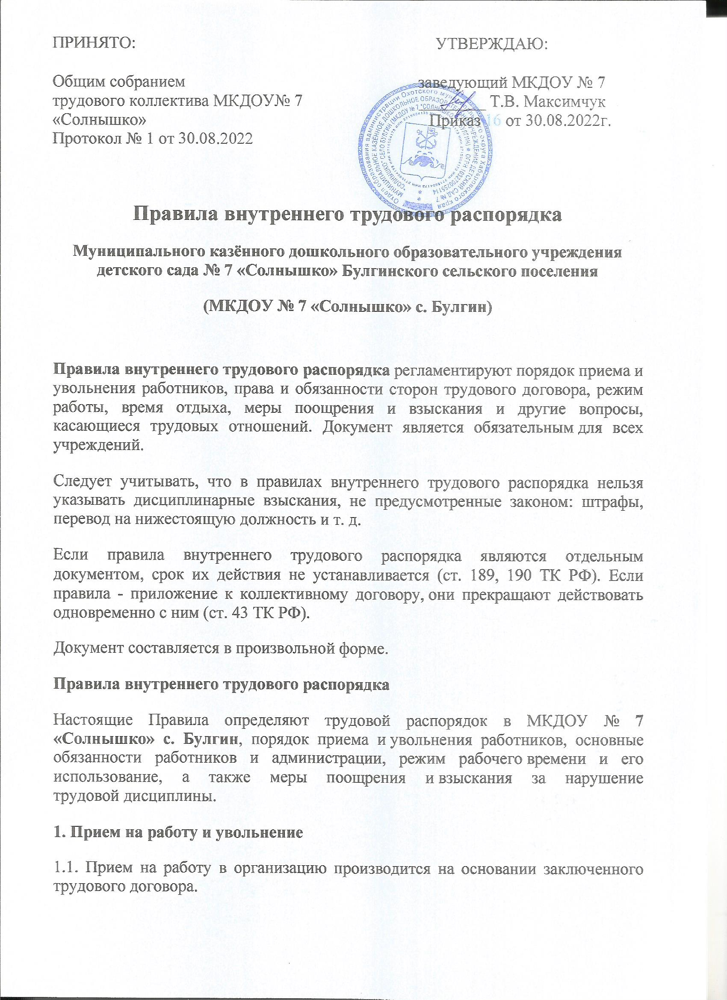 ПРИНЯТО:
УТВЕРЖДАЮ:
Общим собранием
трудового коллектива МКДОУ№ 7
«Солнышко»
Протокол № 1 от 30.08.2022
заведующий МКДОУ № 7
Т.В. Максимчук
Приказ 16 от 30.08.2022г.
Отдел образования администрации Охотского муниципального округа Хабаровского края
МУНИЦИПАЛЬНОЕ КАЗЁННОЕ ДОШКОЛЬНОЕ ОБРАЗОВАТЕЛЬНОЕ УЧРЕЖДЕНИЕ ДЕТСКИЙ САД № 7
"СОЛНЫШКО" СЕЛО БУЛГИН (МКДОУ № 7 "СОЛНЫШКО" С. БУЛГИН) * ОГРН 1032700255114 *
ИНН 2715004173 ИНН 2715004173 ИНН 2715004173
Правила внутреннего трудового распорядка
Муниципального казённого дошкольного образовательного учреждения
детского сада № 7 «Солнышко» Булгинского сельского поселения
(МКДОУ № 7 «Солнышко» с. Булгин)
Правила внутреннего трудового распорядка регламентируют порядок приема и
увольнения работников, права и обязанности сторон трудового договора, режим
работы, время отдыха, меры поощрения и взыскания и другие вопросы,
касающиеся трудовых отношений. Документ является обязательным для всех
учреждений.
Следует учитывать, что в правилах внутреннего трудового распорядка нельзя
указывать дисциплинарные взыскания, не предусмотренные законом: штрафы,
перевод на нижестоящую должность и т. д.
Если правила внутреннего трудового распорядка являются отдельным
документом, срок их действия не устанавливается (ст. 189, 190 ТК РФ). Если
правила - приложение к коллективному договору, они прекращают действовать
одновременно с ним (ст. 43 ТК РФ).
Документ составляется в произвольной форме.
Правила внутреннего трудового распорядка
Настоящие Правила определяют трудовой распорядок в МКДОУ № 7
«Солнышко» с. Булгин, порядок приема и увольнения работников, основные
обязанности работников и администрации, режим рабочего времени и его
использование, а также меры поощрения и взыскания за нарушение
трудовой дисциплины.
1. Прием на работу и увольнение
1.1. Прием на работу в организацию производится на основании заключенного
трудового договора.